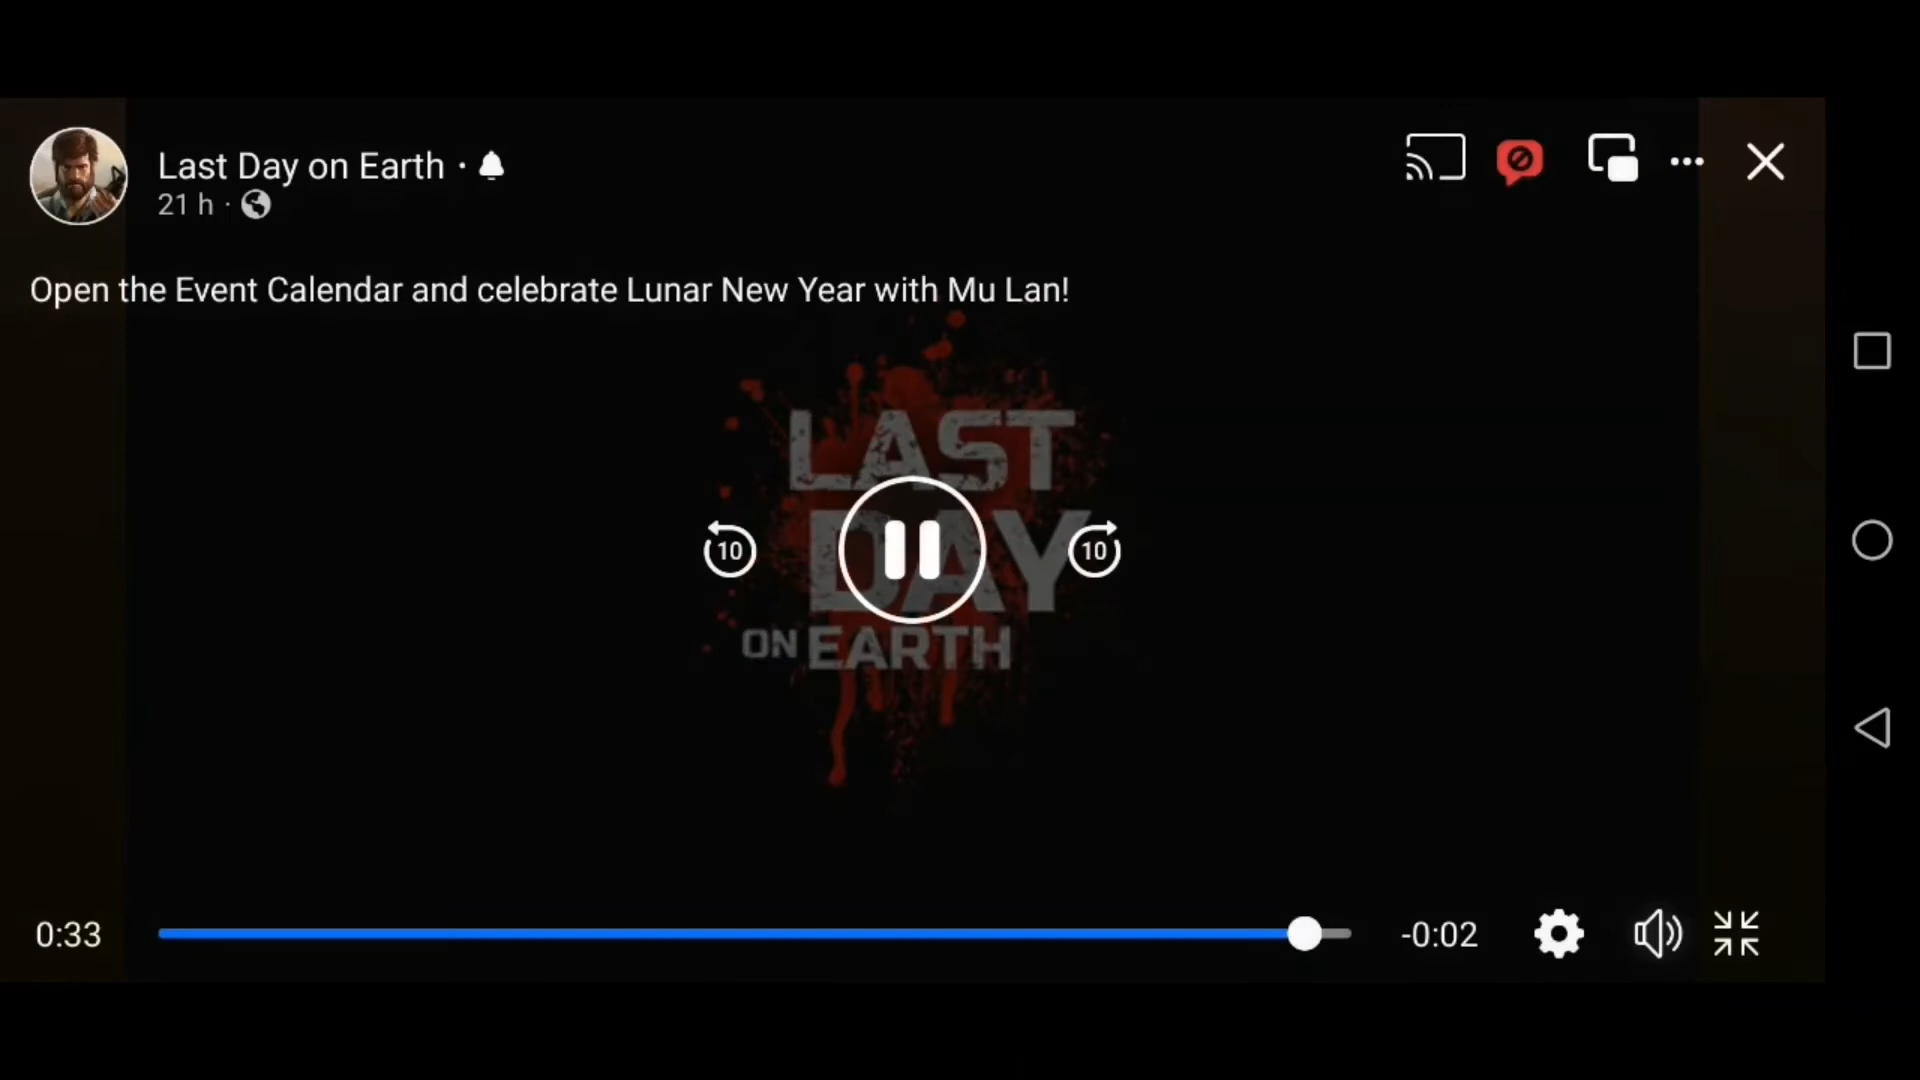 Last Day on Earth ·
21 h ·
Open the Event Calendar and celebrate Lunar New Year with Mu Lan!
LAST
10
DAY
10
ON EARTH
0:33
-0:02